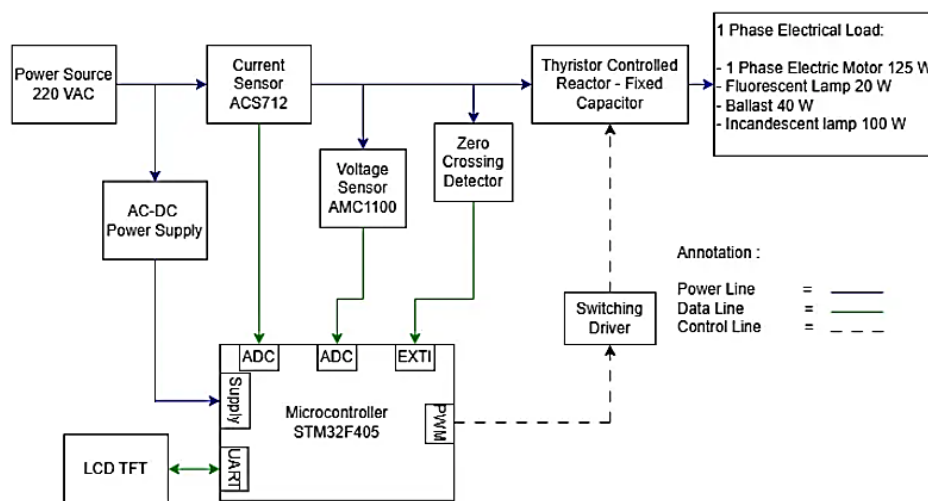 Power Source
220 VAC
Current
Sensor
ACS712
Thyristor Controlled
Reactor - Fixed
Capacitor
1 Phase Electrical Load:
- 1 Phase Electric Motor 125 W
- Fluorescent Lamp 20 W
- Ballast 40 W
- Incandescent lamp 100 W
AC-DC
Power Supply
Voltage
Sensor
AMC1100
Zero
Crossing
Detector
Annotation :
Power Line =
Data Line =
Control Line =
Switching
Driver
ADC
ADC
EXTI
Supply
Microcontroller
STM32F405
PWM
UART
LCD TFT